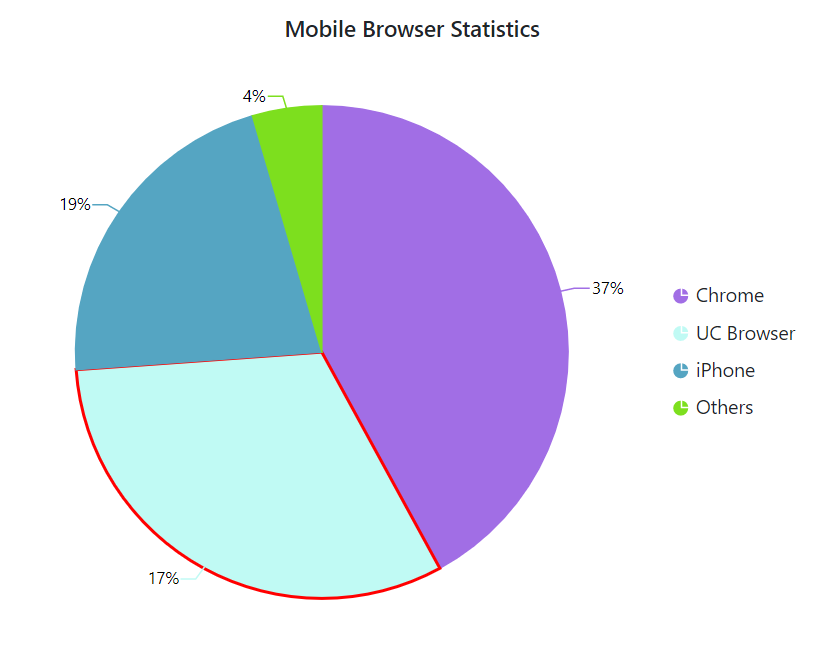 Mobile Browser Statistics
4%
19%
37%
17%
Chrome
UC Browser
iPhone
Others